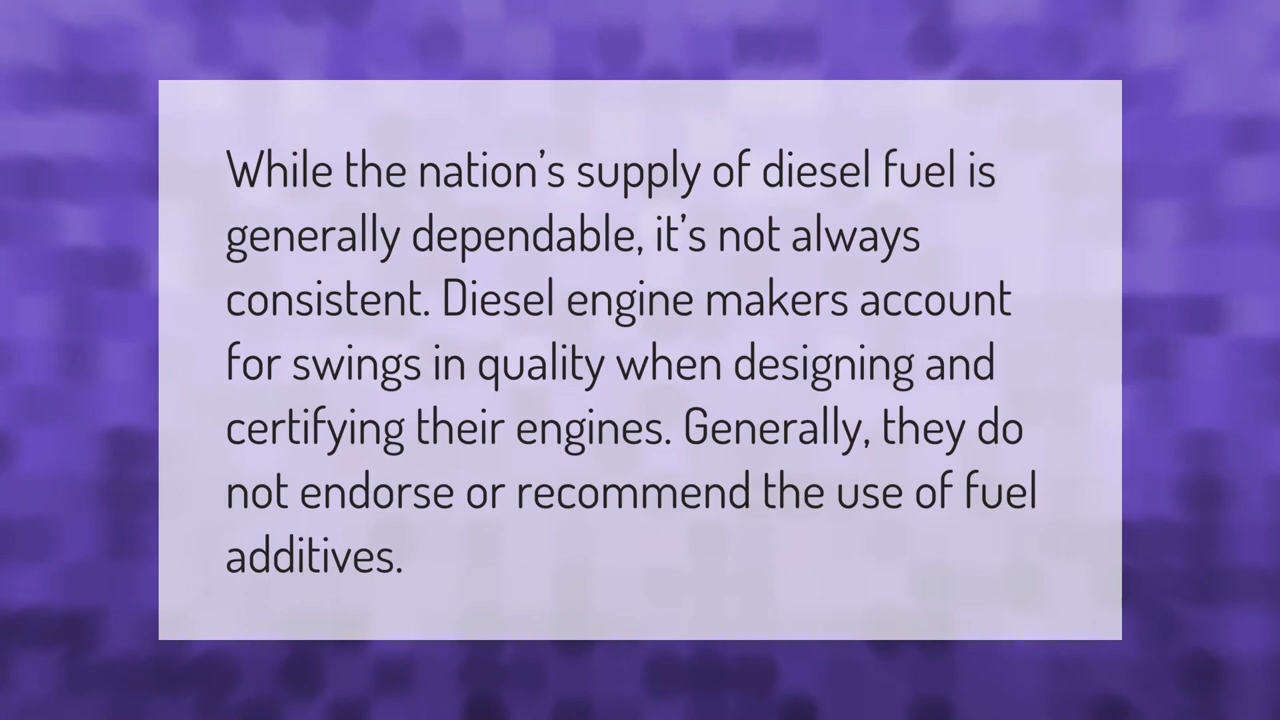 While the nation’s supply of diesel fuel is
generally dependable, it’s not always
consistent. Diesel engine makers account
for swings in quality when designing and
certifying their engines. Generally, they do
not endorse or recommend the use of fuel
additives.